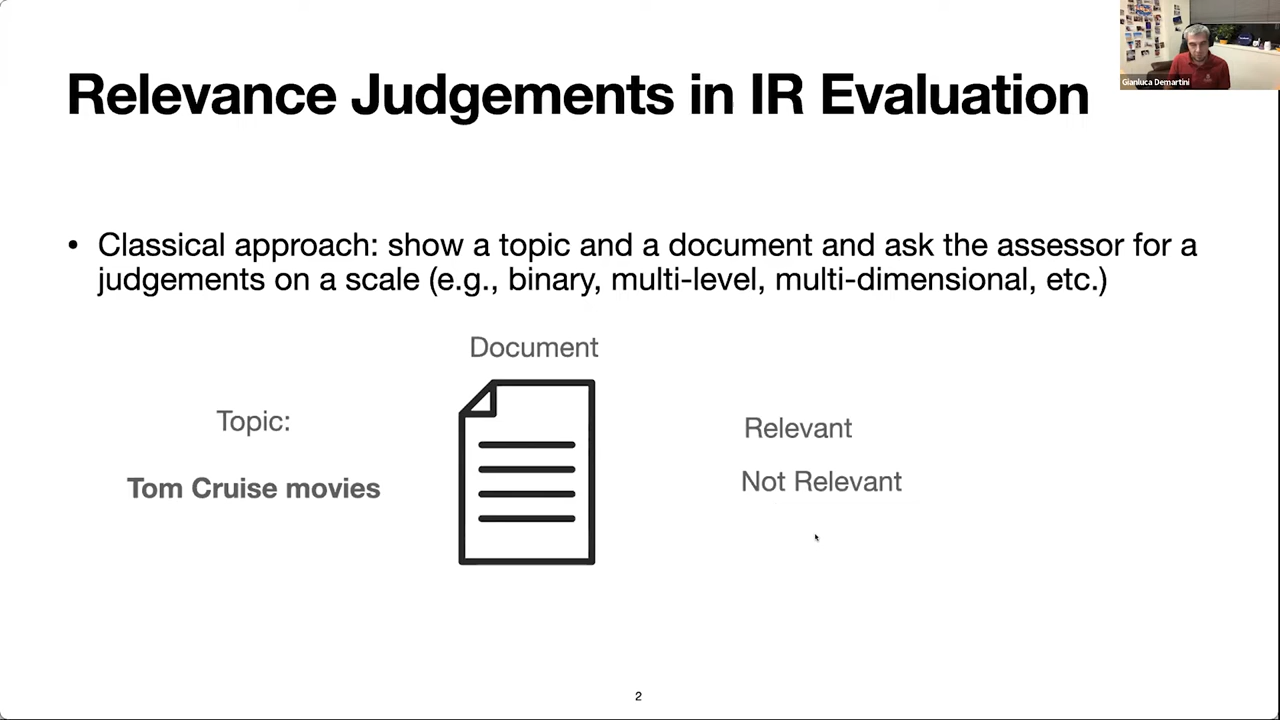 Relevance Judgements in IR Evaluation
Gianluca Demartini
• Classical approach: show a topic and a document and ask the assessor for a
judgements on a scale (e.g., binary, multi-level, multi-dimensional, etc.)
Document
Topic:
Relevant
Tom Cruise movies
Not Relevant
2